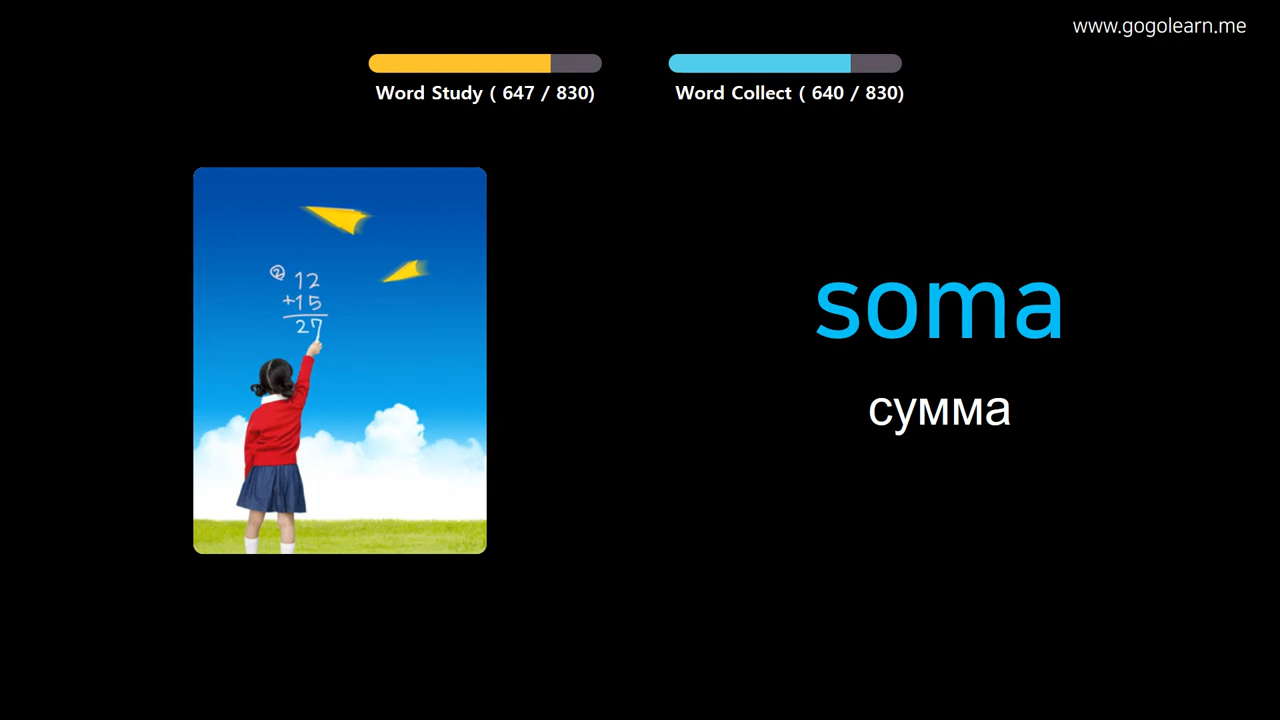 www.gogolearn.me
Word Study ( 647 / 830)
Word Collect ( 640 / 830)
② 12
+15
27
soma
сумма